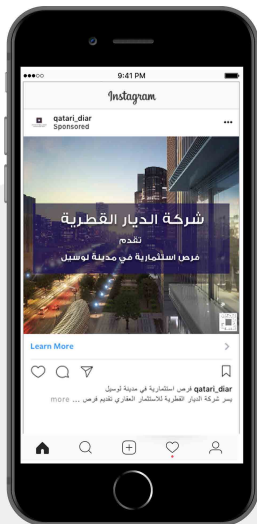 9:41 PM
Instagram
qatari_diar
Sponsored
شركة الديار القطرية
تقدم
فرص استثمارية في مدينة لوسيل
Learn More
qatari_diar فرص استثمارية في مدينة لوسيل
يسر شركة الديار القطرية للاستثمار العقاري تقديم فرص ... more